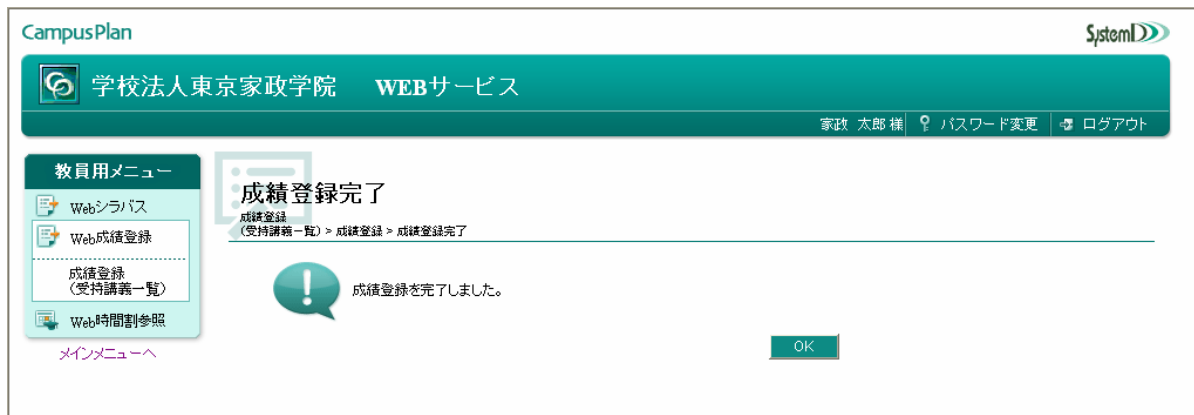 CampusPlan
SystemD
学校法人東京家政学院 WEBサービス
家政 太郎 様 パスワード変更 ログアウト
教員用メニュー
Webシラバス
Web成績登録
成績登録
(受持講義一覧)
Web時間割参照
メインメニューへ
成績登録完了
成績登録
(受持講義一覧) > 成績登録 > 成績登録完了
成績登録を完了しました。
OK